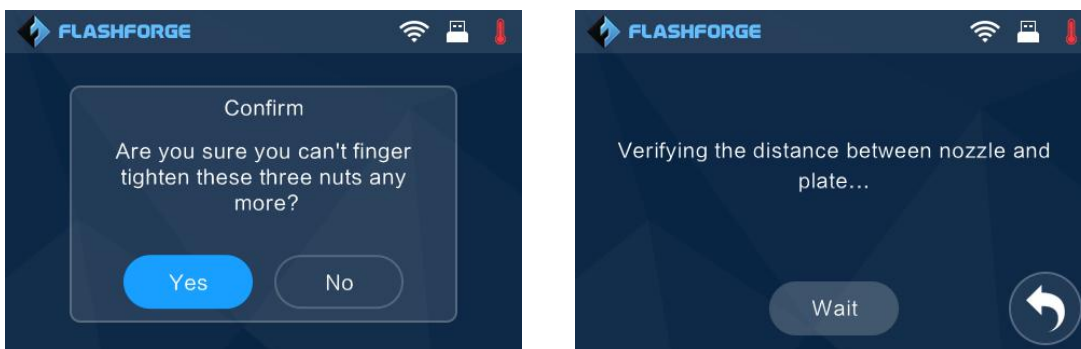 FLASHFORGE
Confirm
Are you sure you can't finger
tighten these three nuts any
more?
Yes
No
FLASHFORGE
Verifying the distance between nozzle and
plate...
Wait